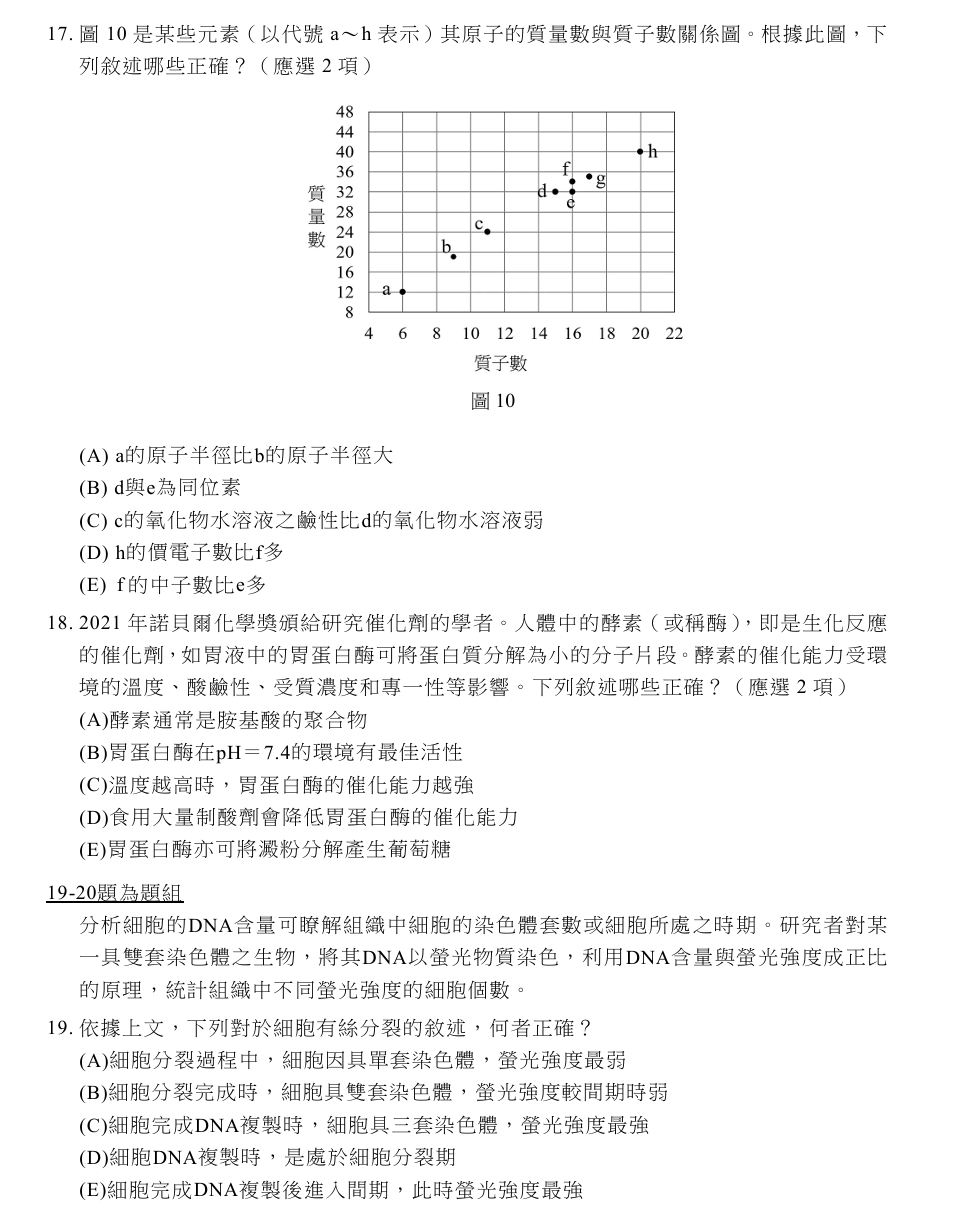 17. 圖 10 是某些元素（以代號 a～h 表示）其原子的質量數與質子數關係圖。根據此圖，下
列敘述哪些正確？（應選 2 項）
48
44
40
36
32
28
24
20
16
12
8
質量數
a
b
c
d
e
f
g
h
4 6 8 10 12 14 16 18 20 22
質子數
圖 10
(A) a的原子半徑比b的原子半徑大
(B) d與e為同位素
(C) c的氧化物水溶液之鹼性比d的氧化物水溶液弱
(D) h的價電子數比f多
(E) f的中子數比e多
18. 2021 年諾貝爾化學獎頒給研究催化劑的學者。人體中的酵素（或稱酶），即是生化反應
的催化劑，如胃液中的胃蛋白酶可將蛋白質分解為小的分子片段。酵素的催化能力受環
境的溫度、酸鹼性、受質濃度和專一性等影響。下列敘述哪些正確？（應選 2 項）
(A)酵素通常是胺基酸的聚合物
(B)胃蛋白酶在pH＝7.4的環境有最佳活性
(C)溫度越高時，胃蛋白酶的催化能力越強
(D)食用大量制酸劑會降低胃蛋白酶的催化能力
(E)胃蛋白酶亦可將澱粉分解產生葡萄糖
19-20題為題組
分析細胞的DNA含量可瞭解組織中細胞的染色體套數或細胞所處之時期。研究者對某
一具雙套染色體之生物，將其DNA以螢光物質染色，利用DNA含量與螢光強度成正比
的原理，統計組織中不同螢光強度的細胞個數。
19. 依據上文，下列對於細胞有絲分裂的敘述，何者正確？
(A)細胞分裂過程中，細胞因具單套染色體，螢光強度最弱
(B)細胞分裂完成時，細胞具雙套染色體，螢光強度較間期時弱
(C)細胞完成DNA複製時，細胞具三套染色體，螢光強度最強
(D)細胞DNA複製時，是處於細胞分裂期
(E)細胞完成DNA複製後進入間期，此時螢光強度最強